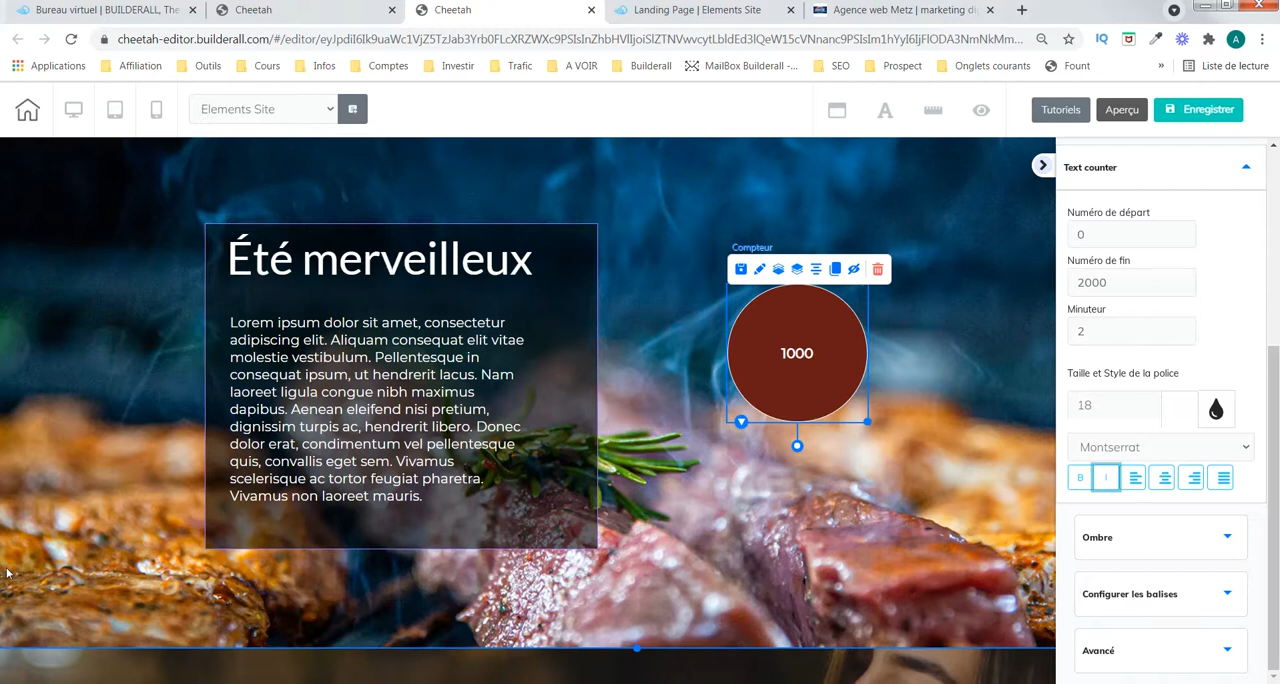 Bureau virtuel | BUILDERALL, The
Cheetah
Cheetah
Landing Page | Elements Site
Agence web Metz | marketing di
Applications
Affiliation
Outils
Cours
Infos
Comptes
Investir
Trafic
A VOIR
Builderall
MailBox Builderall -...
SEO
Prospect
Onglets courants
Fount
»
Liste de lecture
Elements Site
Tutoriels
Aperçu
Enregistrer
Text counter
Numéro de départ
0
Numéro de fin
2000
Minuteur
2
Taille et Style de la police
18
Montserrat
B
I
Ombre
Configurer les balises
Avancé
Compteur
1000
Été merveilleux
Lorem ipsum dolor sit amet, consectetur
adipiscing elit. Aliquam consequat elit vitae
molestie vestibulum. Pellentesque in
consequat ipsum, ut hendrerit lacus. Nam
laoreet ligula congue nibh maximus
dapibus. Aenean eleifend nisi pretium,
dignissim turpis ac, hendrerit libero. Donec
dolor erat, condimentum vel pellentesque
quis, convallis eget sem. Vivamus
scelerisque ac tortor feugiat pharetra.
Vivamus non laoreet mauris.